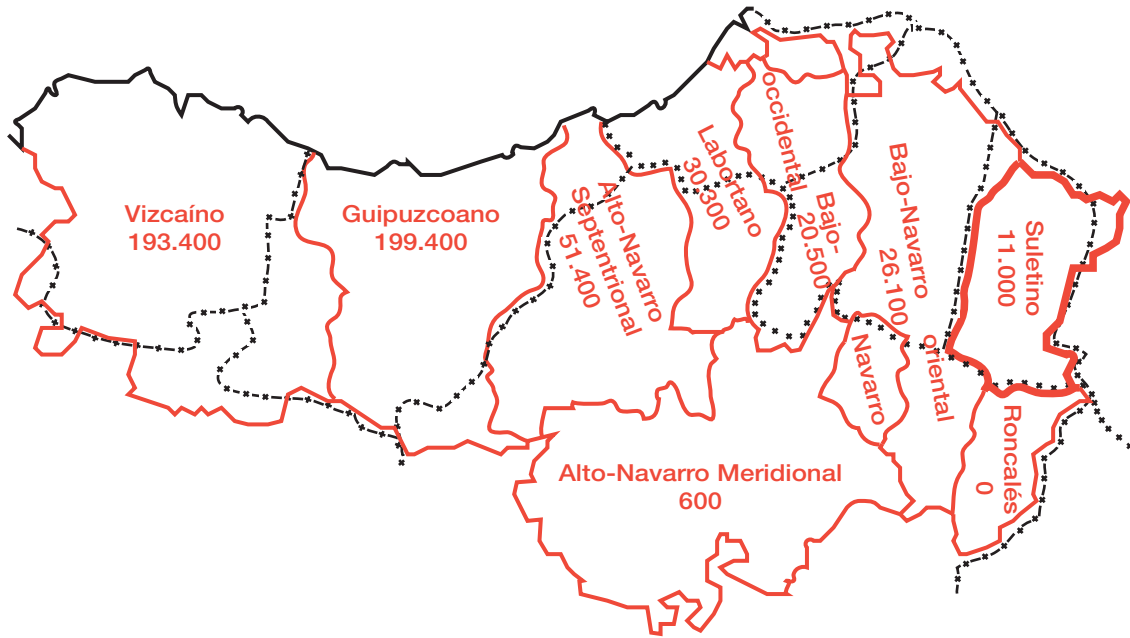 Vizcaíno
193.400
Guipuzcoano
199.400
Alto-Navarro
Septentrional
51.400
Labortano
30.300
occidental
Bajo-
20.500
Navarro
Bajo-Navarro
26.100
oriental
Suletino
11.000
Roncalés
0
Alto-Navarro Meridional
600